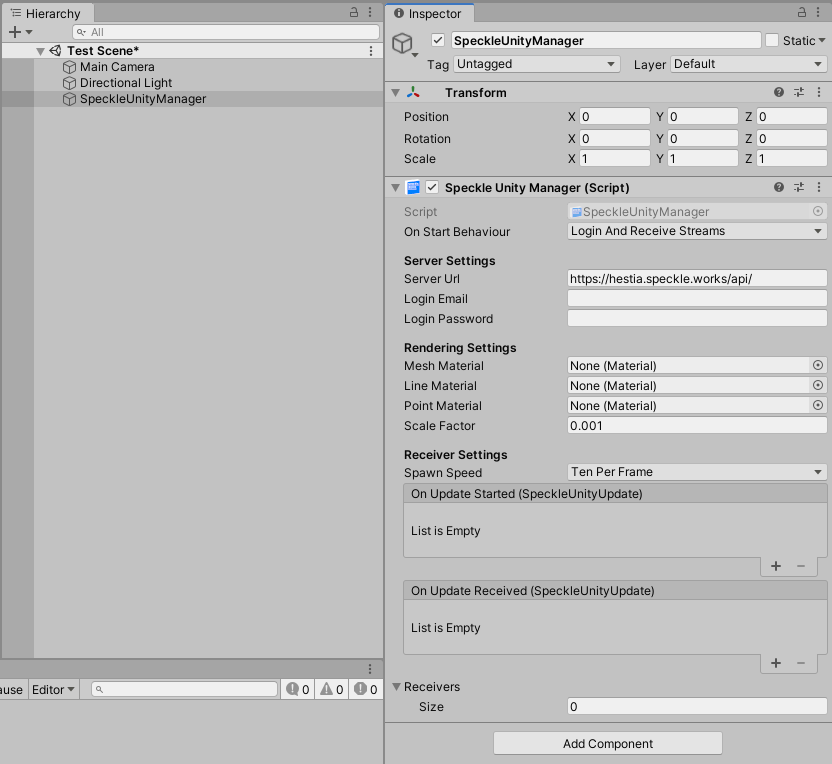 Hierarchy
All
Test Scene*
Main Camera
Directional Light
SpeckleUnityManager
ause Editor 0 0 0
Inspector
SpeckleUnityManager Static
Tag Untagged Layer Default
Transform
Position X 0 Y 0 Z 0
Rotation X 0 Y 0 Z 0
Scale X 1 Y 1 Z 1
Speckle Unity Manager (Script)
Script SpeckleUnityManager
On Start Behaviour Login And Receive Streams
Server Settings
Server Url https://hestia.speckle.works/api/
Login Email
Login Password
Rendering Settings
Mesh Material None (Material)
Line Material None (Material)
Point Material None (Material)
Scale Factor 0.001
Receiver Settings
Spawn Speed Ten Per Frame
On Update Started (SpeckleUnityUpdate)
List is Empty
+ −
On Update Received (SpeckleUnityUpdate)
List is Empty
+ −
Receivers
Size 0
Add Component